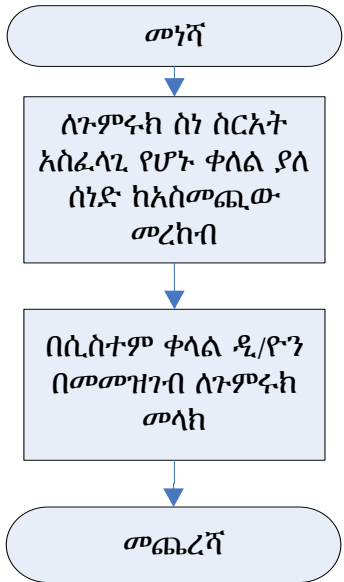 መነሻ
ለጉምሩክ ስነ ስርአት
አስፈላጊ የሆኑ ቀለል ያለ
ሰነድ ከአስመጪው
መረከብ
በሲስተም ቀላል ዲ/ዮን
በመመዝገብ ለጉምሩክ
መላክ
መጨረሻ